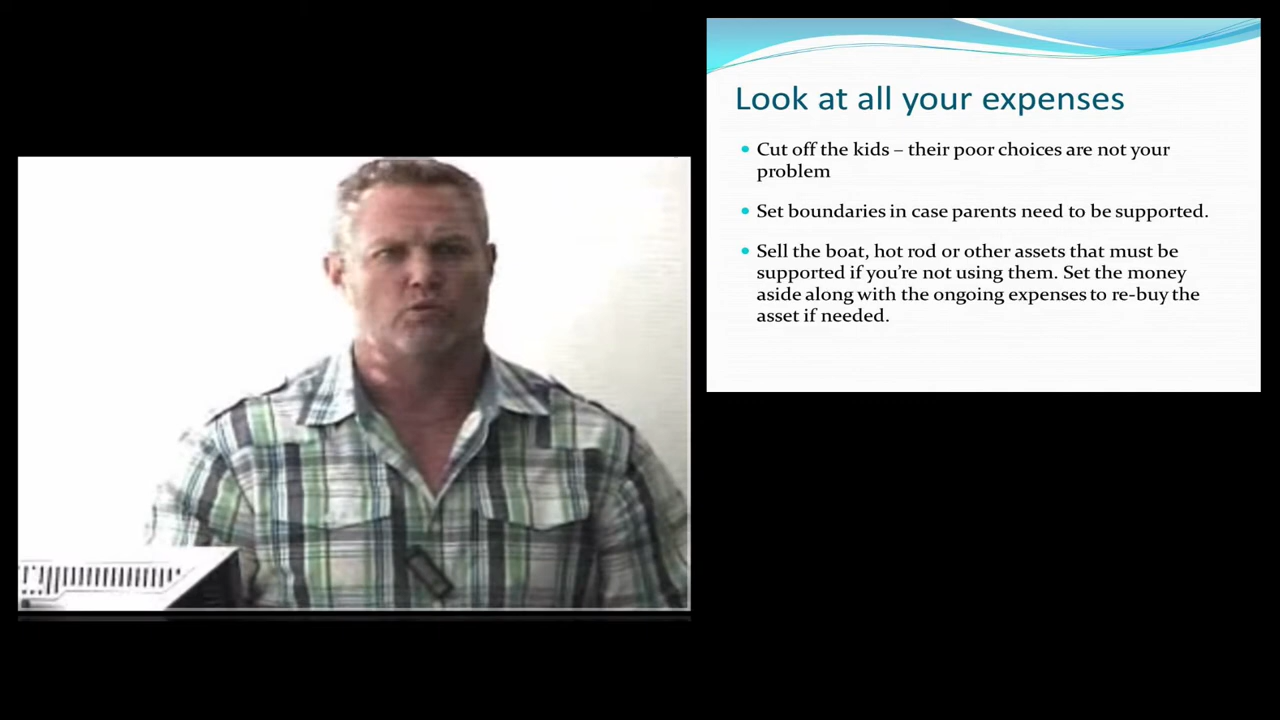 Look at all your expenses
• Cut off the kids – their poor choices are not your
problem
• Set boundaries in case parents need to be supported.
• Sell the boat, hot rod or other assets that must be
supported if you’re not using them. Set the money
aside along with the ongoing expenses to re-buy the
asset if needed.